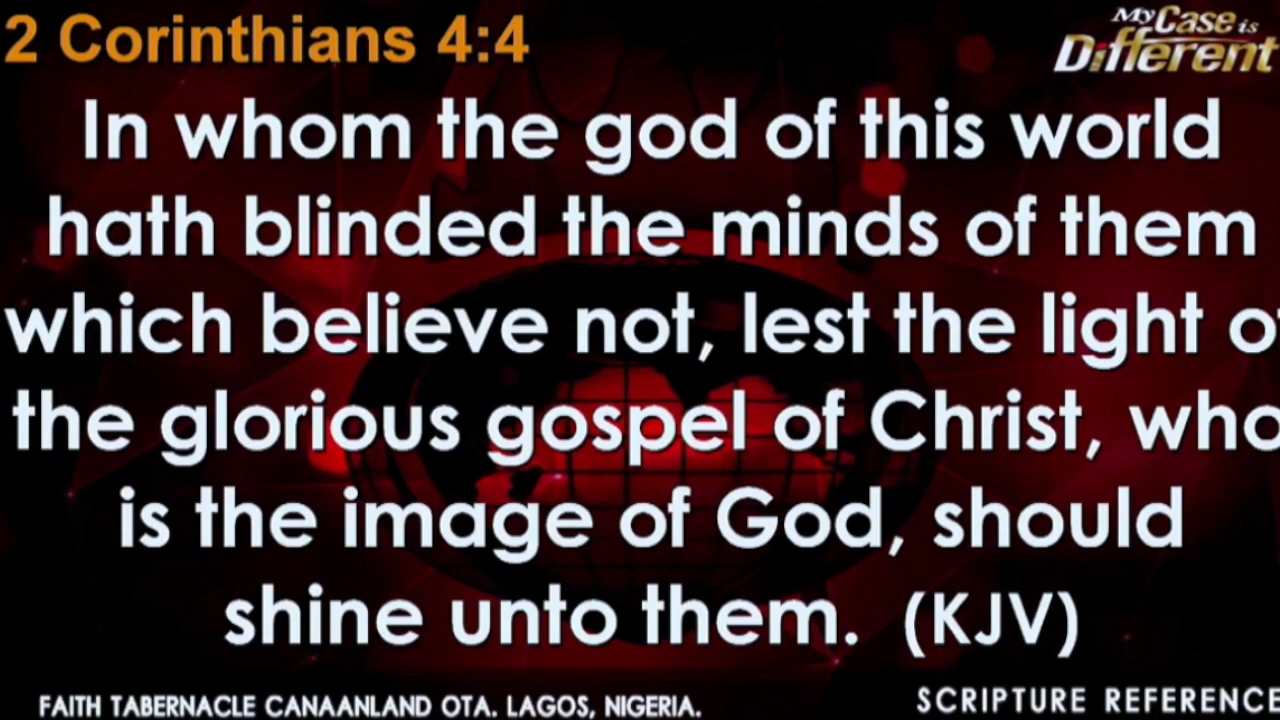 2 Corinthians 4:4
My Case is
Different
In whom the god of this world
hath blinded the minds of them
which believe not, lest the light of
the glorious gospel of Christ, who
is the image of God, should
shine unto them. (KJV)
FAITH TABERNACLE CANAANLAND OTA. LAGOS, NIGERIA.
SCRIPTURE REFERENCE